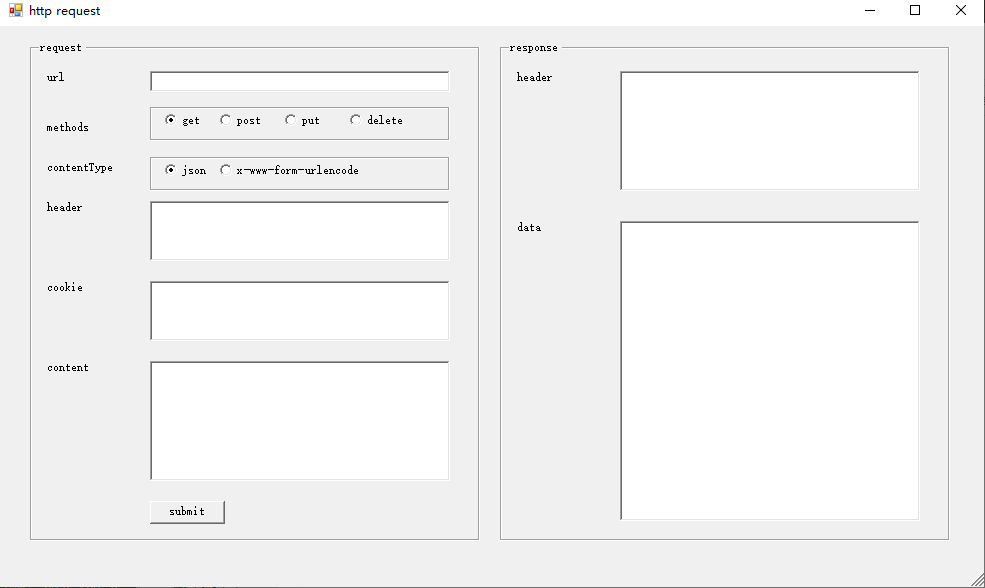 http request
request
url
methods
get post put delete
contentType
json x-www-form-urlencode
header
cookie
content
submit
response
header
data